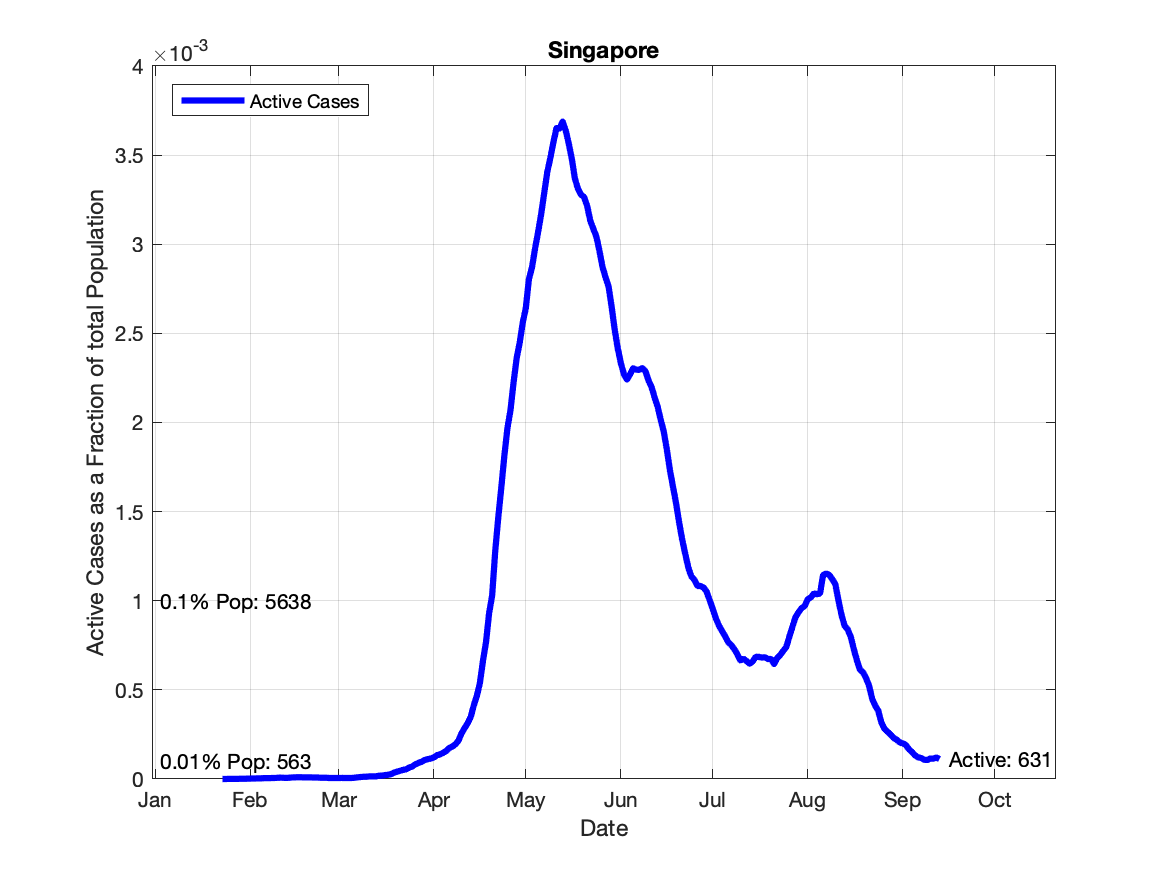 Singapore
×10-3
4
3.5
3
2.5
2
1.5
1
0.5
0
Active Cases as a Fraction of total Population
Active Cases
0.1% Pop: 5638
0.01% Pop: 563
Active: 631
Jan Feb Mar Apr May Jun Jul Aug Sep Oct
Date